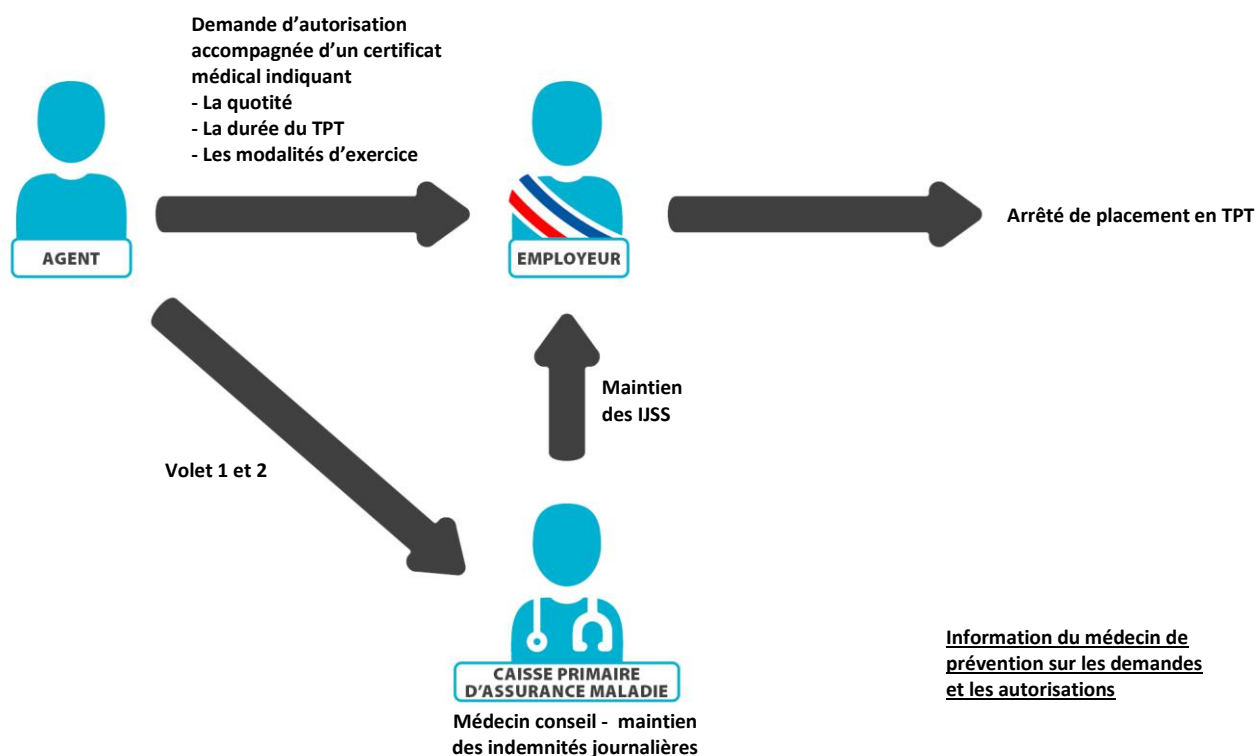 Demande d’autorisation
accompagnée d’un certificat
médical indiquant
- La quotité
- La durée du TPT
- Les modalités d’exercice
AGENT
EMPLOYEUR
Arrêté de placement en TPT
Maintien
des IJSS
Volet 1 et 2
CAISSE PRIMAIRE
D’ASSURANCE MALADIE
Médecin conseil - maintien
des indemnités journalières
Information du médecin de
prévention sur les demandes
et les autorisations